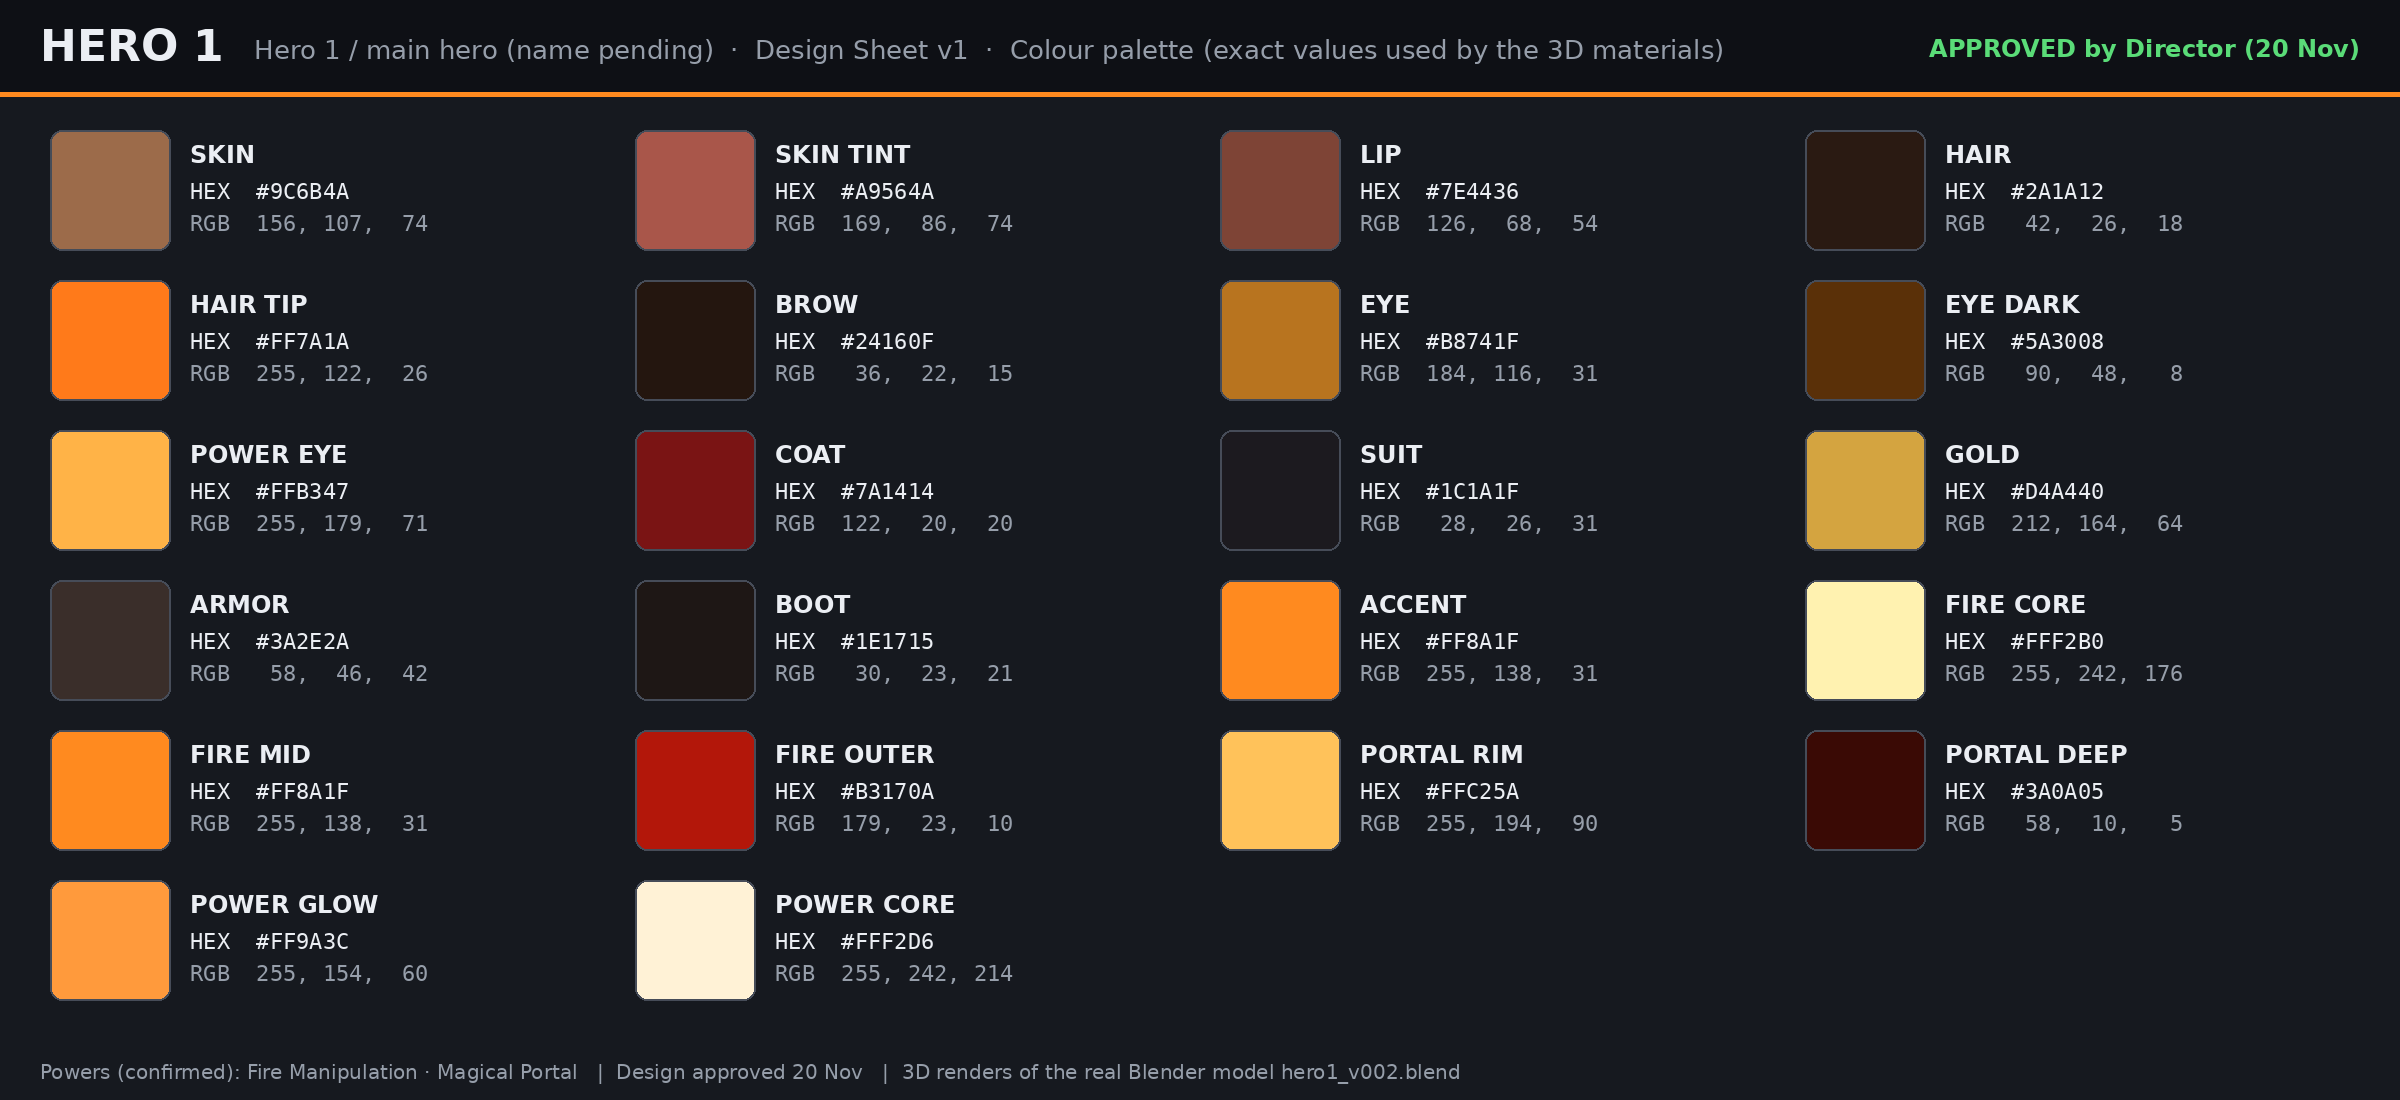 HERO 1 Hero 1 / main hero (name pending) · Design Sheet v1 · Colour palette (exact values used by the 3D materials) APPROVED by Director (20 Nov)
SKIN
HEX #9C6B4A
RGB 156, 107, 74
SKIN TINT
HEX #A9564A
RGB 169, 86, 74
LIP
HEX #7E4436
RGB 126, 68, 54
HAIR
HEX #2A1A12
RGB 42, 26, 18
HAIR TIP
HEX #FF7A1A
RGB 255, 122, 26
BROW
HEX #24160F
RGB 36, 22, 15
EYE
HEX #B8741F
RGB 184, 116, 31
EYE DARK
HEX #5A3008
RGB 90, 48, 8
POWER EYE
HEX #FFB347
RGB 255, 179, 71
COAT
HEX #7A1414
RGB 122, 20, 20
SUIT
HEX #1C1A1F
RGB 28, 26, 31
GOLD
HEX #D4A440
RGB 212, 164, 64
ARMOR
HEX #3A2E2A
RGB 58, 46, 42
BOOT
HEX #1E1715
RGB 30, 23, 21
ACCENT
HEX #FF8A1F
RGB 255, 138, 31
FIRE CORE
HEX #FFF2B0
RGB 255, 242, 176
FIRE MID
HEX #FF8A1F
RGB 255, 138, 31
FIRE OUTER
HEX #B3170A
RGB 179, 23, 10
PORTAL RIM
HEX #FFC25A
RGB 255, 194, 90
PORTAL DEEP
HEX #3A0A05
RGB 58, 10, 5
POWER GLOW
HEX #FF9A3C
RGB 255, 154, 60
POWER CORE
HEX #FFF2D6
RGB 255, 242, 214
Powers (confirmed): Fire Manipulation · Magical Portal | Design approved 20 Nov | 3D renders of the real Blender model hero1_v002.blend